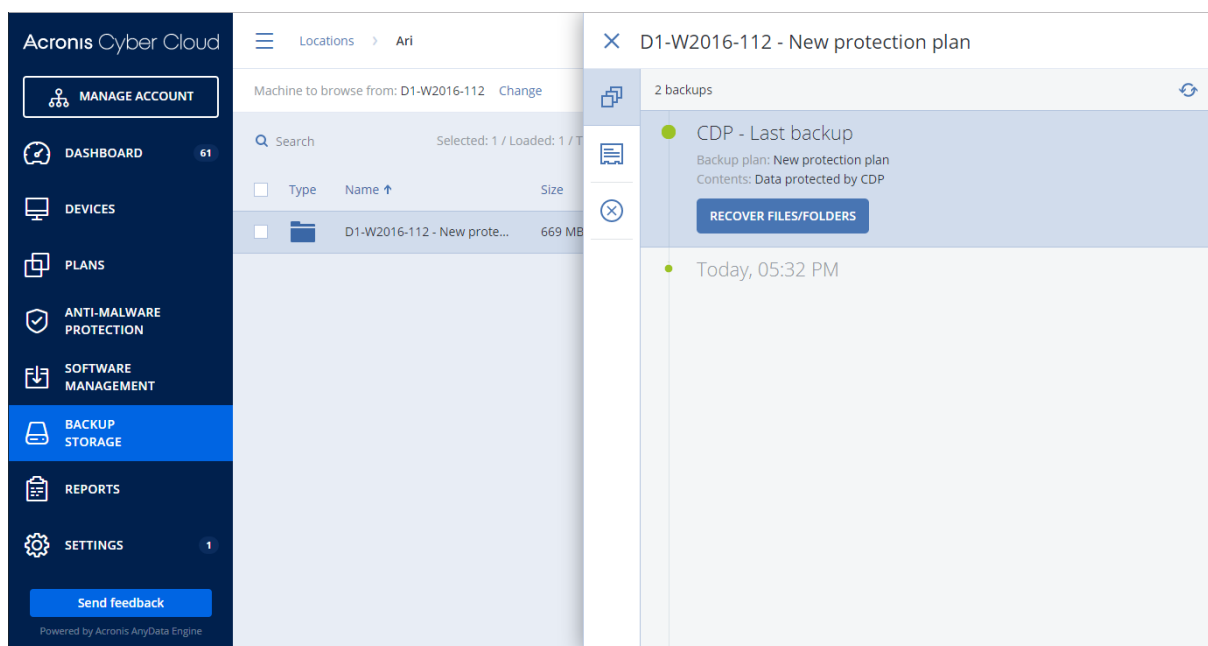 Acronis Cyber Cloud
MANAGE ACCOUNT
DASHBOARD 61
DEVICES
PLANS
ANTI-MALWARE
PROTECTION
SOFTWARE
MANAGEMENT
BACKUP
STORAGE
REPORTS
SETTINGS 1
Send feedback
Powered by Acronis AnyData Engine
Locations > Ari
Machine to browse from: D1-W2016-112 Change
Search Selected: 1 / Loaded: 1 / T
Type Name ↑ Size
D1-W2016-112 - New prote... 669 MB
D1-W2016-112 - New protection plan
2 backups
CDP - Last backup
Backup plan: New protection plan
Contents: Data protected by CDP
RECOVER FILES/FOLDERS
Today, 05:32 PM